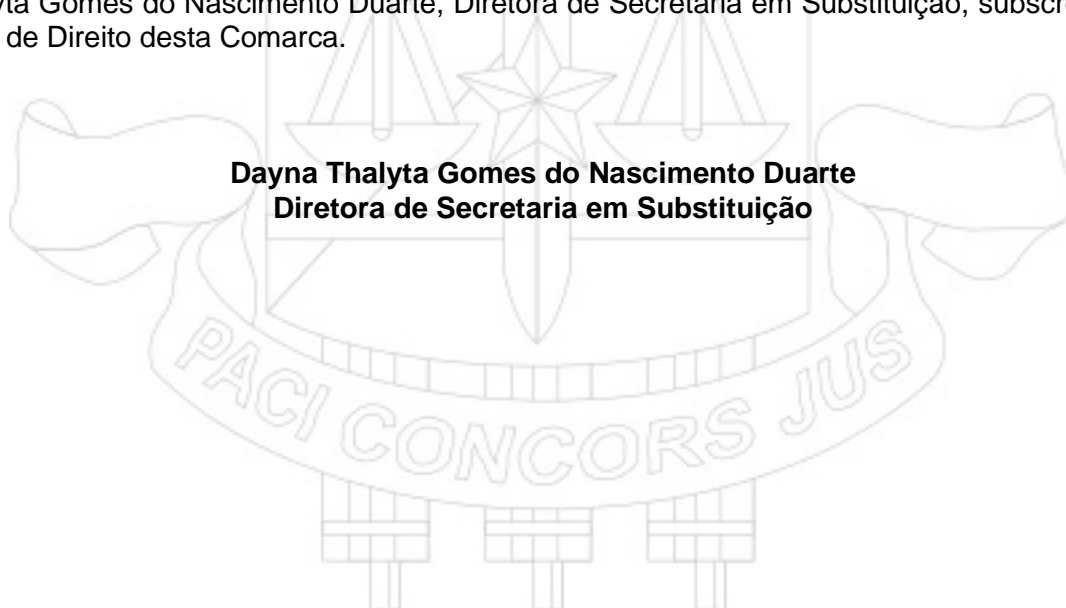 Gomes do Nascimento Duarte, Diretora de Secretaria em Substituição,
de Direito desta Comarca.
Dayna Thalyta Gomes do Nascimento Duarte
Diretora de Secretaria em Substituição
PACI CONCORS JUS